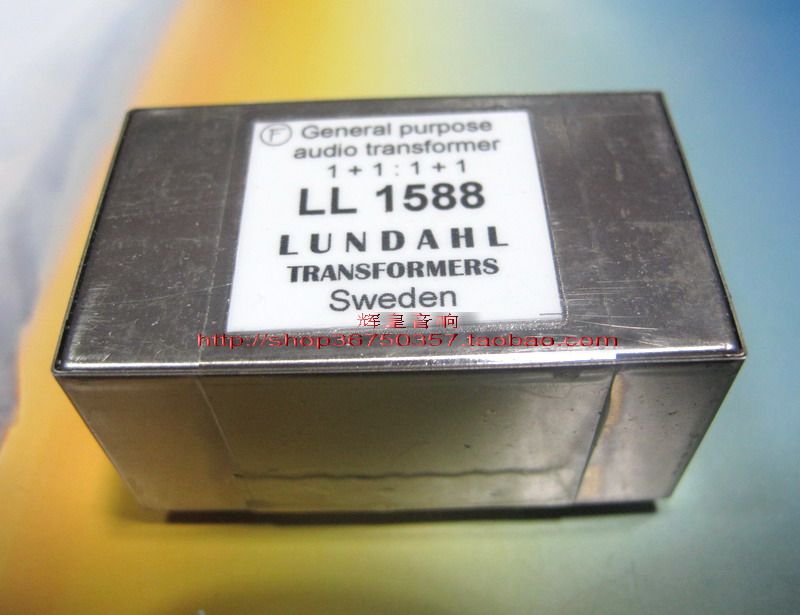 F General purpose
audio transformer
1 + 1 : 1 + 1
LL 1588
LUNDAHL
TRANSFORMERS
Sweden
辉皇音响
http://shop36750357.taobao.com